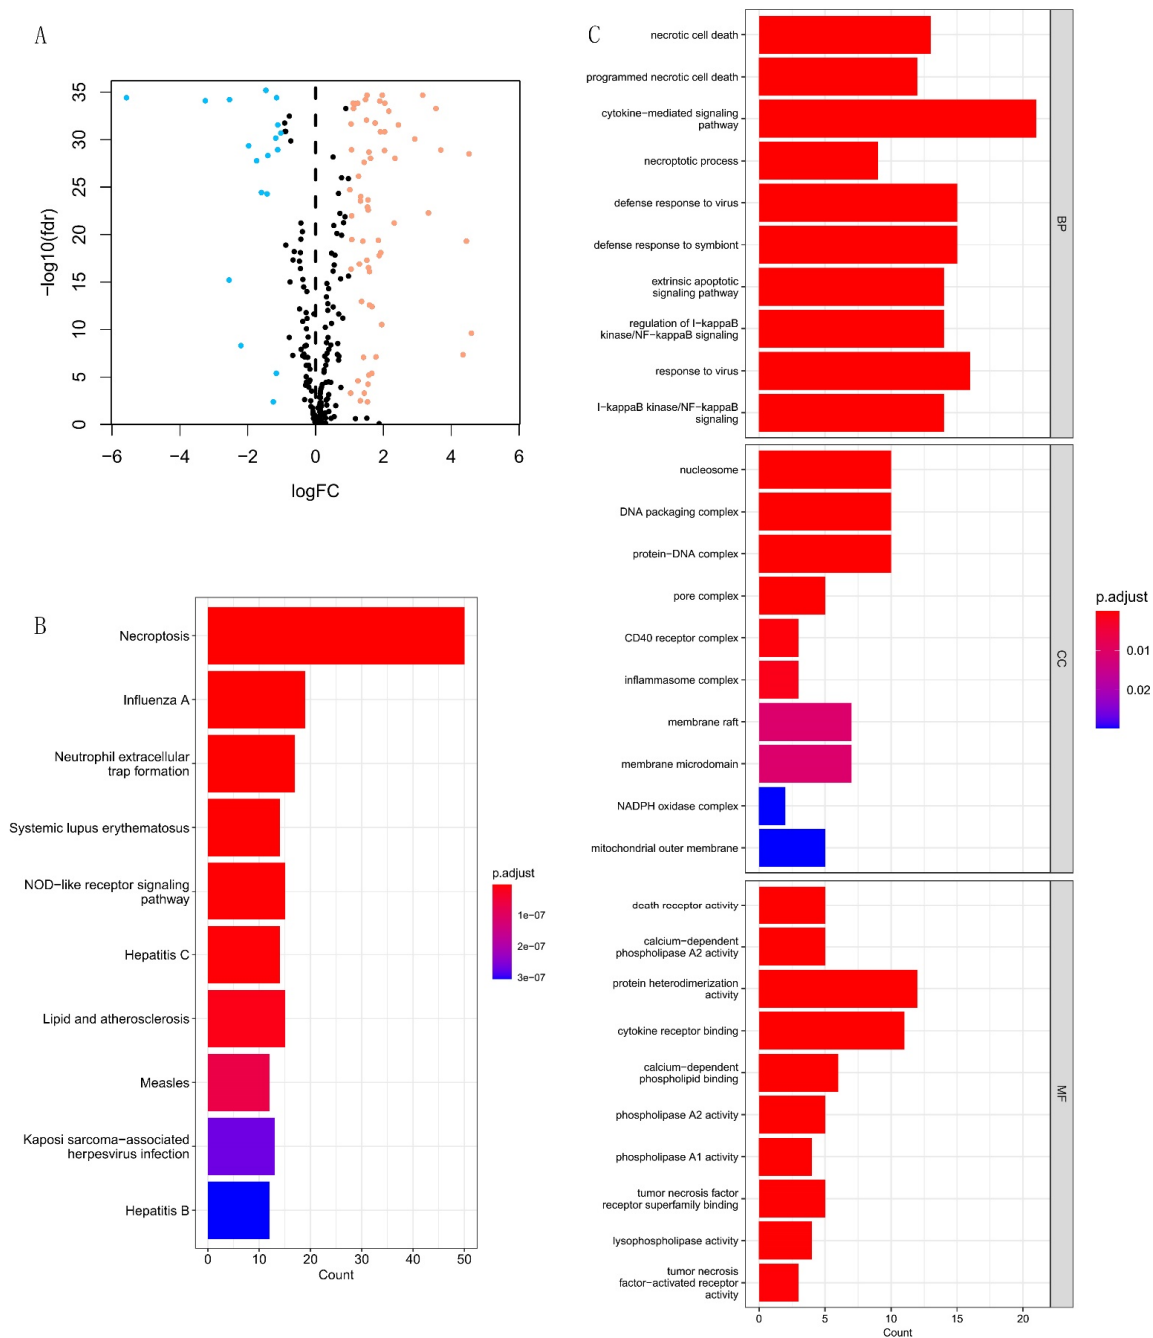 A
35
30
25
20
15
10
5
0
−log10(fdr)
−6
−4
−2
0
2
4
6
logFC
B
Necroptosis
Influenza A
Neutrophil extracellular
trap formation
Systemic lupus erythematosus
NOD−like receptor signaling
pathway
Hepatitis C
Lipid and atherosclerosis
Measles
Kaposi sarcoma−associated
herpesvirus infection
Hepatitis B
0
10
20
30
40
50
Count
p.adjust
1e−07
2e−07
3e−07
C
necrotic cell death
programmed necrotic cell death
cytokine−mediated signaling
pathway
necroptotic process
defense response to virus
defense response to symbiont
extrinsic apoptotic
signaling pathway
regulation of I−kappaB
kinase/NF−kappaB signaling
response to virus
I−kappaB kinase/NF−kappaB
signaling
BP
nucleosome
DNA packaging complex
protein−DNA complex
pore complex
CD40 receptor complex
inflammasome complex
membrane raft
membrane microdomain
NADPH oxidase complex
mitochondrial outer membrane
CC
death receptor activity
calcium−dependent
phospholipase A2 activity
protein heterodimerization
activity
cytokine receptor binding
calcium−dependent
phospholipid binding
phospholipase A2 activity
phospholipase A1 activity
tumor necrosis factor
receptor superfamily binding
lysophospholipase activity
tumor necrosis
factor−activated receptor
activity
MF
0
5
10
15
20
Count
p.adjust
0.01
0.02